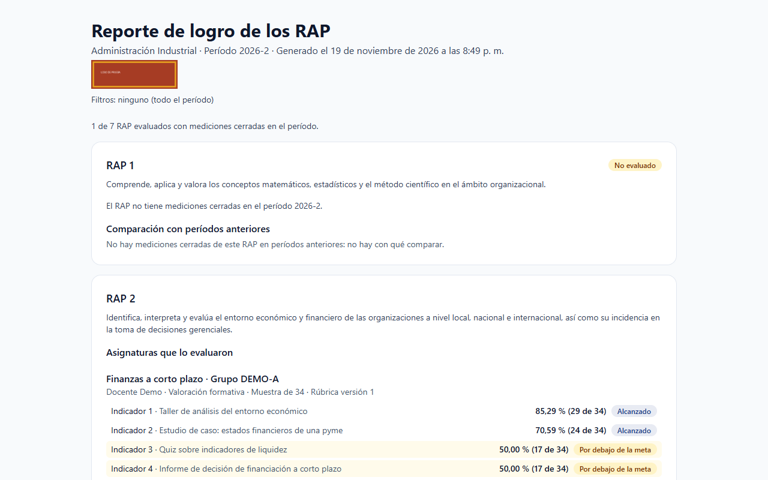 Reporte de logro de los RAP
Administración Industrial · Período 2026-2 · Generado el 19 de noviembre de 2026 a las 8:49 p. m.
Filtros: ninguno (todo el período)
1 de 7 RAP evaluados con mediciones cerradas en el período.
RAP 1
No evaluado
Comprende, aplica y valora los conceptos matemáticos, estadísticos y el método científico en el ámbito organizacional.
El RAP no tiene mediciones cerradas en el período 2026-2.
Comparación con períodos anteriores
No hay mediciones cerradas de este RAP en períodos anteriores: no hay con qué comparar.
RAP 2
Identifica, interpreta y evalúa el entorno económico y financiero de las organizaciones a nivel local, nacional e internacional, así como su incidencia en
la toma de decisiones gerenciales.
Asignaturas que lo evaluaron
Finanzas a corto plazo · Grupo DEMO-A
Docente Demo · Valoración formativa · Muestra de 34 · Rúbrica versión 1
Indicador 1 · Taller de análisis del entorno económico 85,29 % (29 de 34) Alcanzado
Indicador 2 · Estudio de caso: estados financieros de una pyme 70,59 % (24 de 34) Alcanzado
Indicador 3 · Quiz sobre indicadores de liquidez 50,00 % (17 de 34) Por debajo de la meta
Indicador 4 · Informe de decisión de financiación a corto plazo 50,00 % (17 de 34) Por debajo de la meta